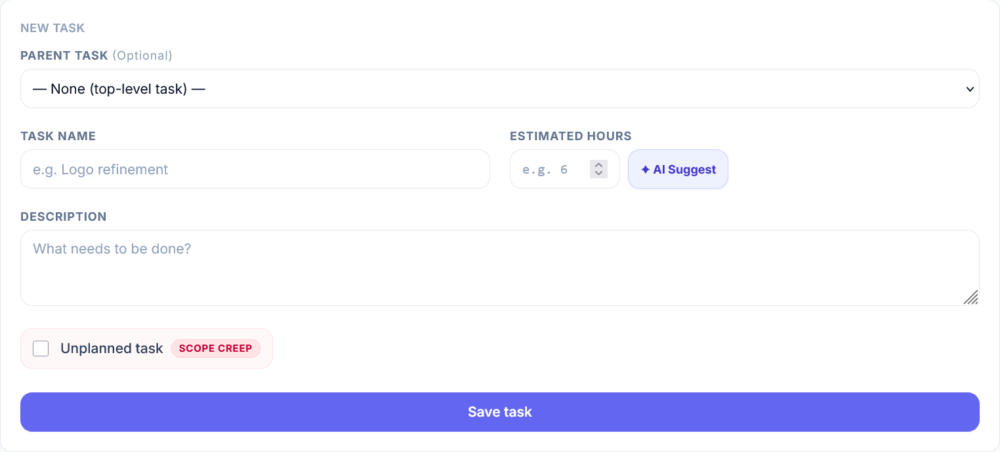 NEW TASK
PARENT TASK (Optional)
— None (top-level task) —
TASK NAME
e.g. Logo refinement
ESTIMATED HOURS
e.g. 6
✦ AI Suggest
DESCRIPTION
What needs to be done?
Unplanned task SCOPE CREEP
Save task